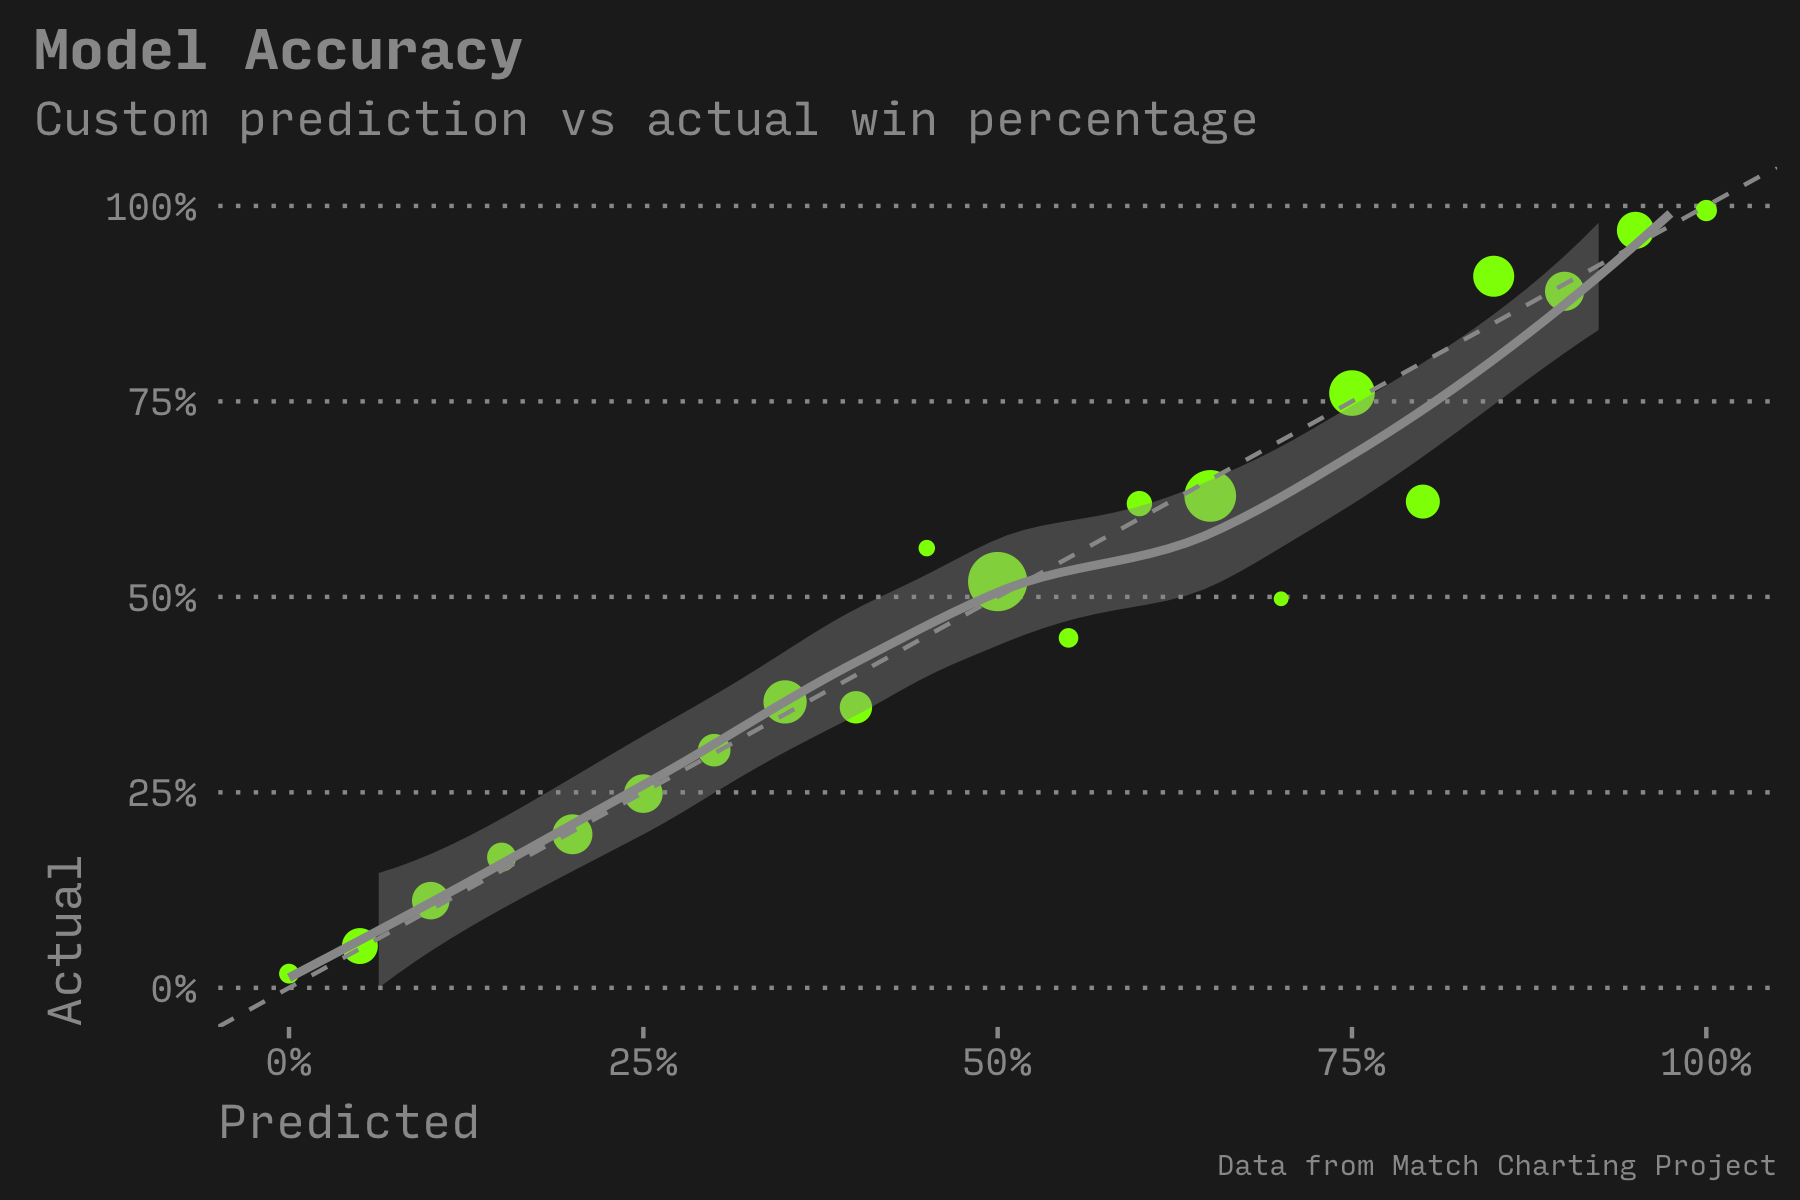 Model Accuracy
Custom prediction vs actual win percentage
100%
75%
50%
25%
0%
Actual
0% 25% 50% 75% 100%
Predicted
Data from Match Charting Project